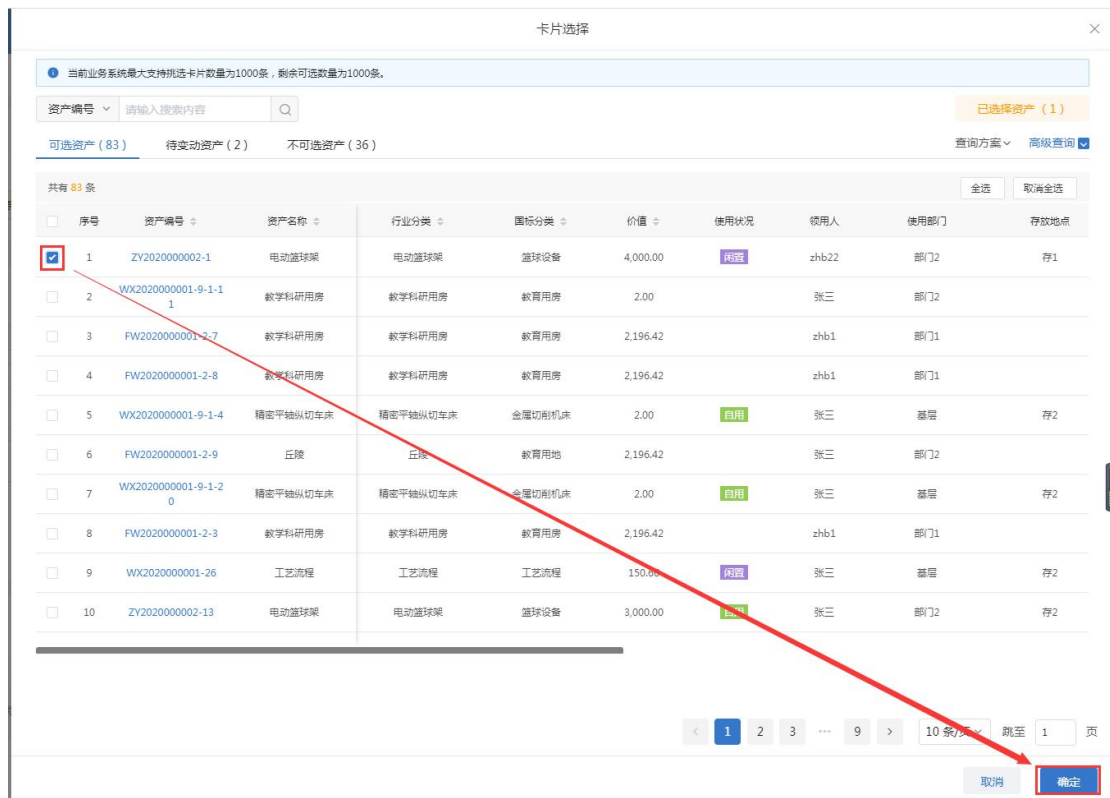 卡片选择
当前业务系统最大支持挑选卡片数量为1000条，剩余可选数量为1000条。
资产编号 请输入搜索内容 已选择资产（1）
可选资产（83） 待变动资产（2） 不可选资产（36） 查询方案 高级查询
共有 83 条 全选 取消全选
序号 资产编号 资产名称 行业分类 国标分类 价值 使用状况 领用人 使用部门 存放地点
1 ZY2020000002-1 电动篮球架 电动篮球架 篮球设备 4,000.00 闲置 zhb22 部门2 存1
2 WX2020000001-9-1-1
1 教学科研用房 教学科研用房 教育用房 2.00 张三 部门2
3 FW2020000001-2-7 教学科研用房 教学科研用房 教育用房 2,196.42 zhb1 部门1
4 FW2020000001-2-8 教学科研用房 教学科研用房 教育用房 2,196.42 zhb1 部门1
5 WX2020000001-9-1-4 精密平轴纵切车床 精密平轴纵切车床 金属切削机床 2.00 自用 张三 基层 存2
6 FW2020000001-2-9 丘陵 丘陵 教育用地 2,196.42 张三 部门2
7 WX2020000001-9-1-2
0 精密平轴纵切车床 精密平轴纵切车床 金属切削机床 2.00 自用 张三 基层 存2
8 FW2020000001-2-3 教学科研用房 教学科研用房 教育用房 2,196.42 zhb1 部门1
9 WX2020000001-26 工艺流程 工艺流程 工艺流程 150.00 闲置 张三 基层 存2
10 ZY2020000002-13 电动篮球架 电动篮球架 篮球设备 3,000.00 自用 张三 部门2 存2
1 2 3 ··· 9 10 条/页 跳至 1 页
取消 确定